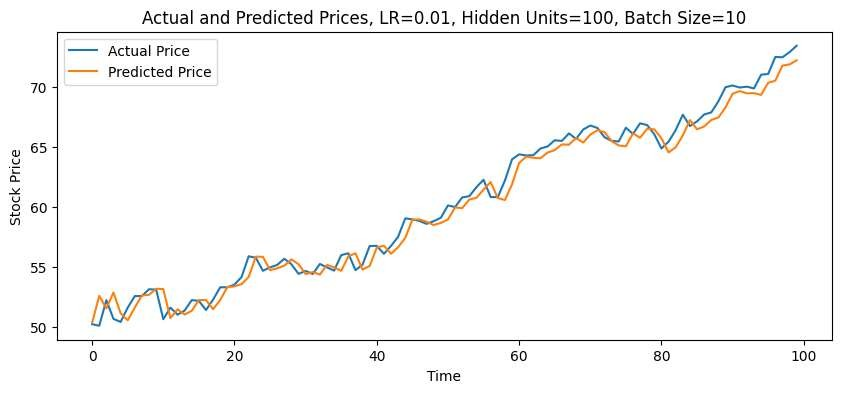 Actual and Predicted Prices, LR=0.01, Hidden Units=100, Batch Size=10
Actual Price
Predicted Price
70
65
60
55
50
Stock Price
0 20 40 60 80 100
Time